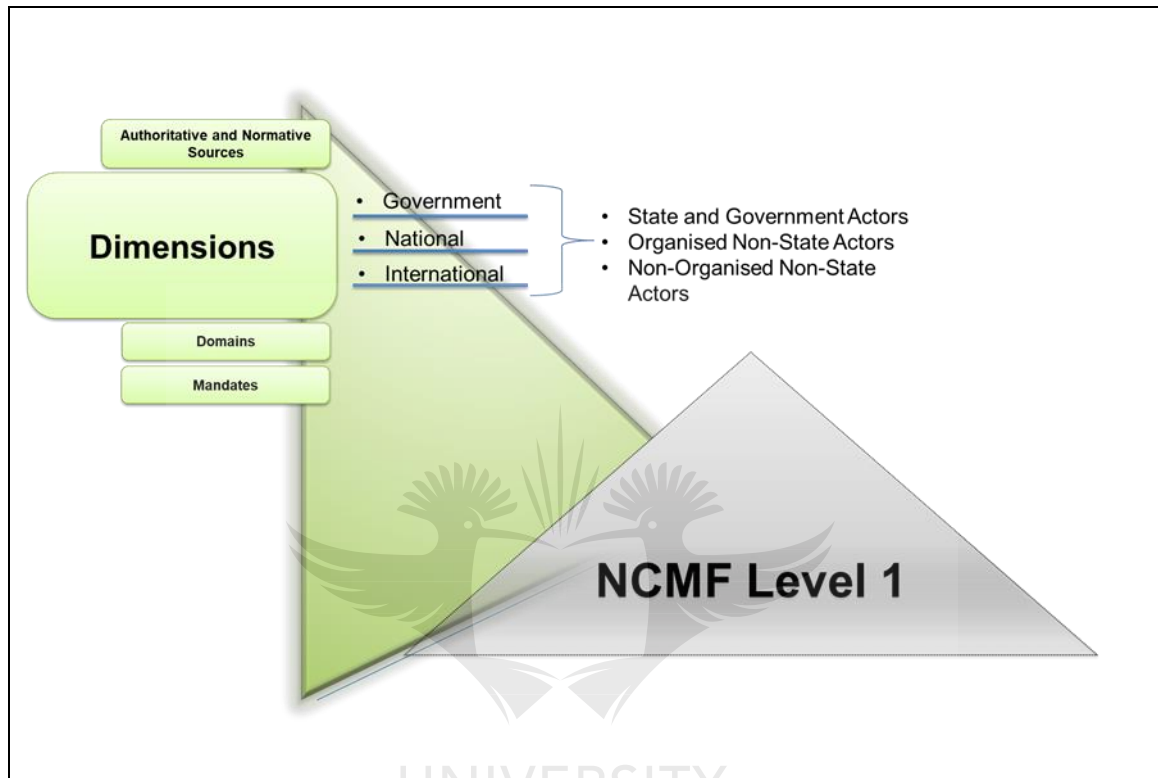 Authoritative and Normative
Sources
Dimensions
• Government
• National
• International
• State and Government Actors
• Organised Non-State Actors
• Non-Organised Non-State
Actors
Domains
Mandates
NCMF Level 1
UNIVERSITY